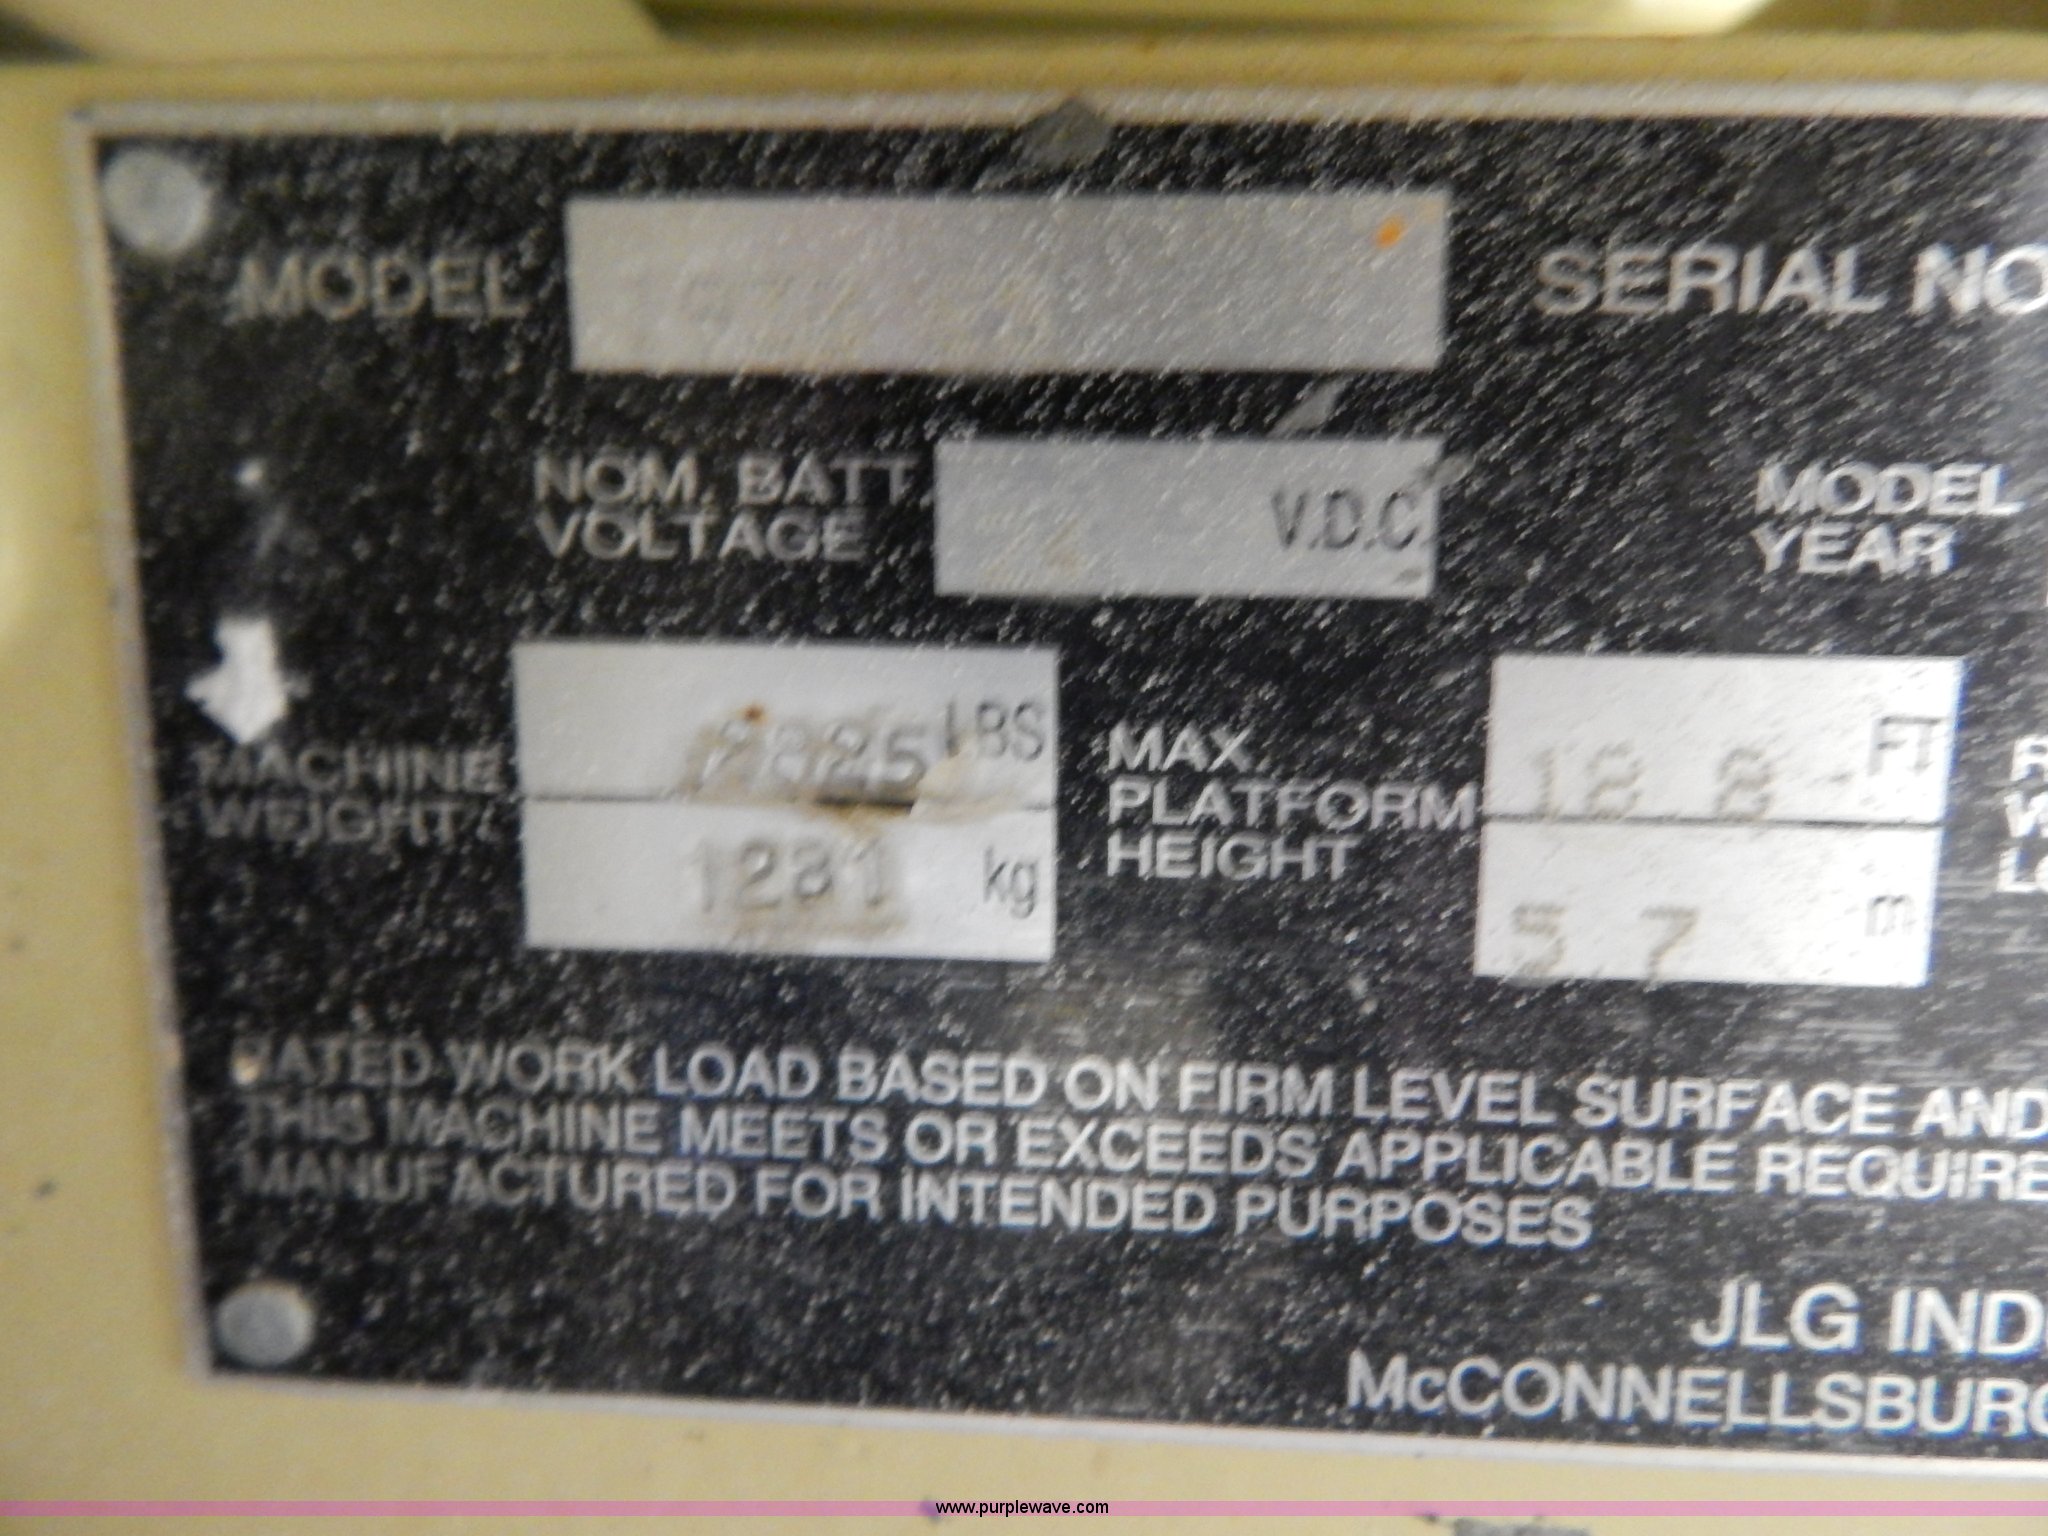 MODEL
SERIAL NO
NOM. BATT.
VOLTAGE
V.D.C
MODEL
YEAR
MACHINE
WEIGHT
2825 LBS
1281 kg
MAX.
PLATFORM
HEIGHT
FT
5 7 m
RATED WORK LOAD BASED ON FIRM LEVEL SURFACE AND
THIS MACHINE MEETS OR EXCEEDS APPLICABLE REQUIRE
MANUFACTURED FOR INTENDED PURPOSES
JLG IND
McCONNELLSBURG
www.purplewave.com